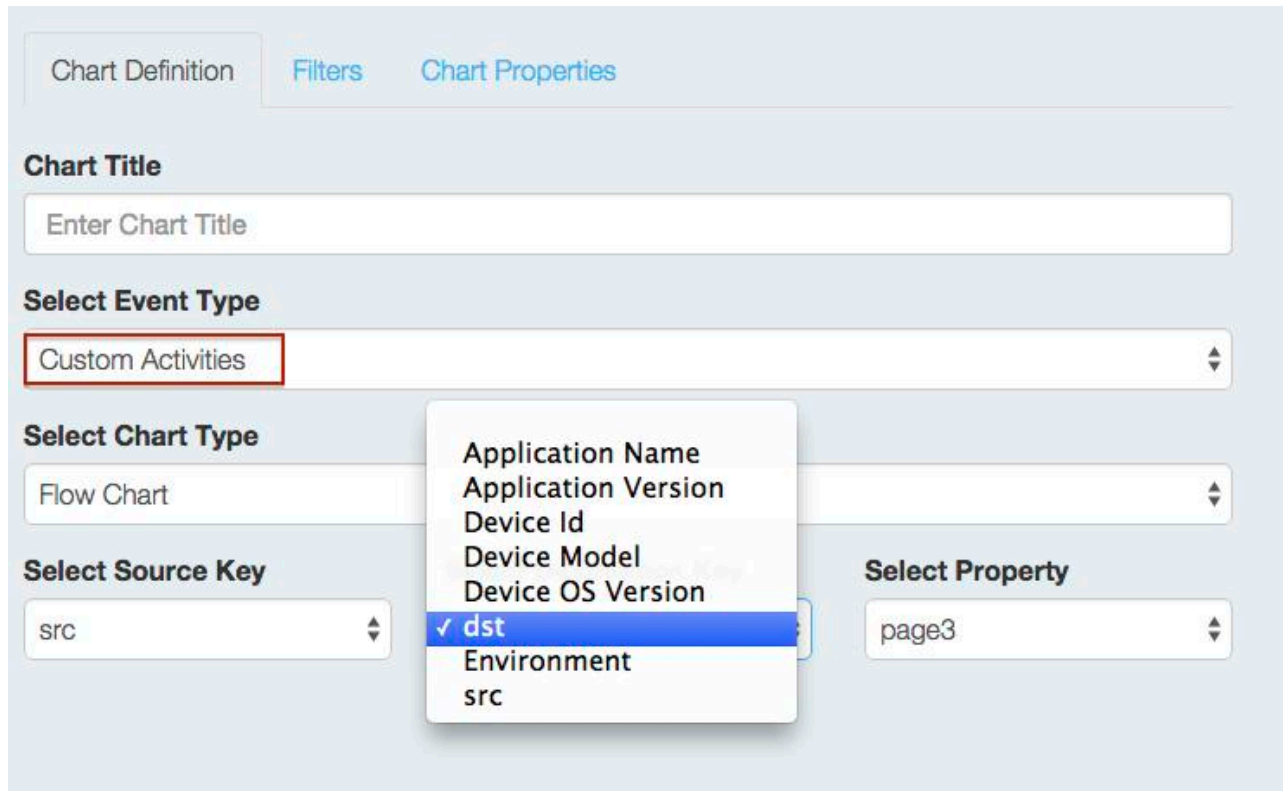 Chart Definition Filters Chart Properties
Chart Title
Enter Chart Title
Select Event Type
Custom Activities
Select Chart Type
Flow Chart
Select Source Key
src
Application Name
Application Version
Device Id
Device Model
Device OS Version
✓ dst
Environment
src
Select Property
page3